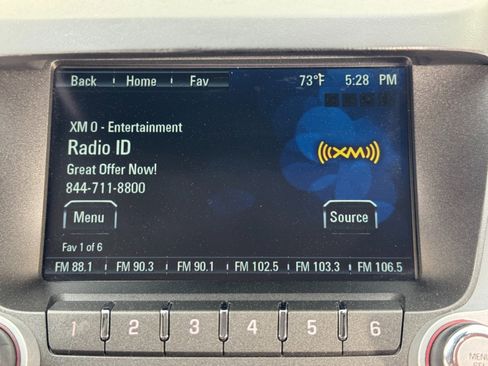 Back Home Fav 73°F 5:28 PM
XM 0 - Entertainment
Radio ID
Great Offer Now!
844-711-8800
XM
Menu Source
Fav 1 of 6
FM 88.1 FM 90.3 FM 90.1 FM 102.5 FM 103.3 FM 106.5
1 2 3 4 5 6
MENU